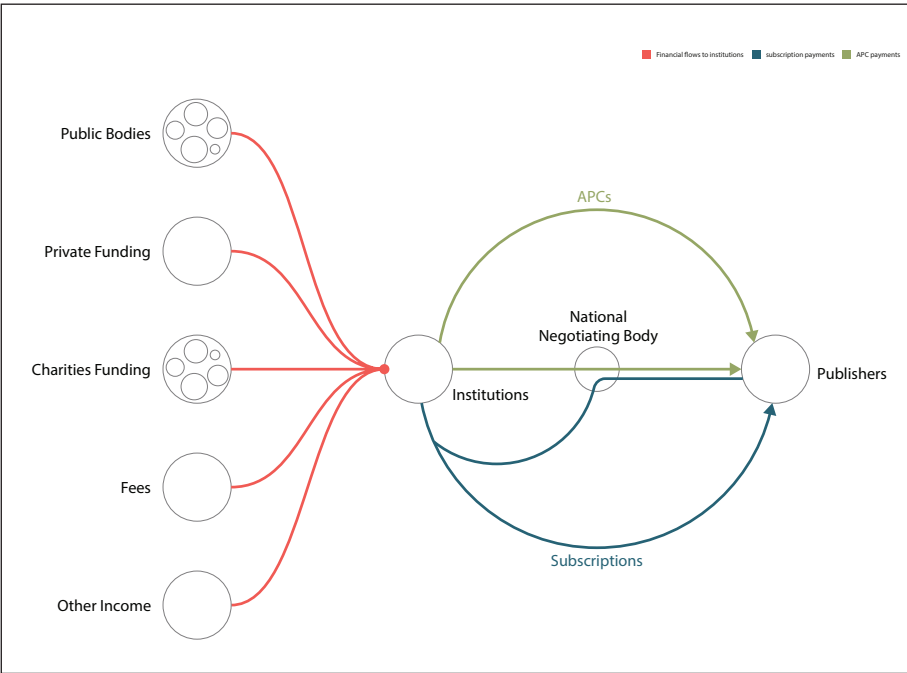 Financial flows to institutions
subscription payments
APC payments
Public Bodies
Private Funding
Charities Funding
Fees
Other Income
APCs
National
Negotiating Body
Institutions
Publishers
Subscriptions